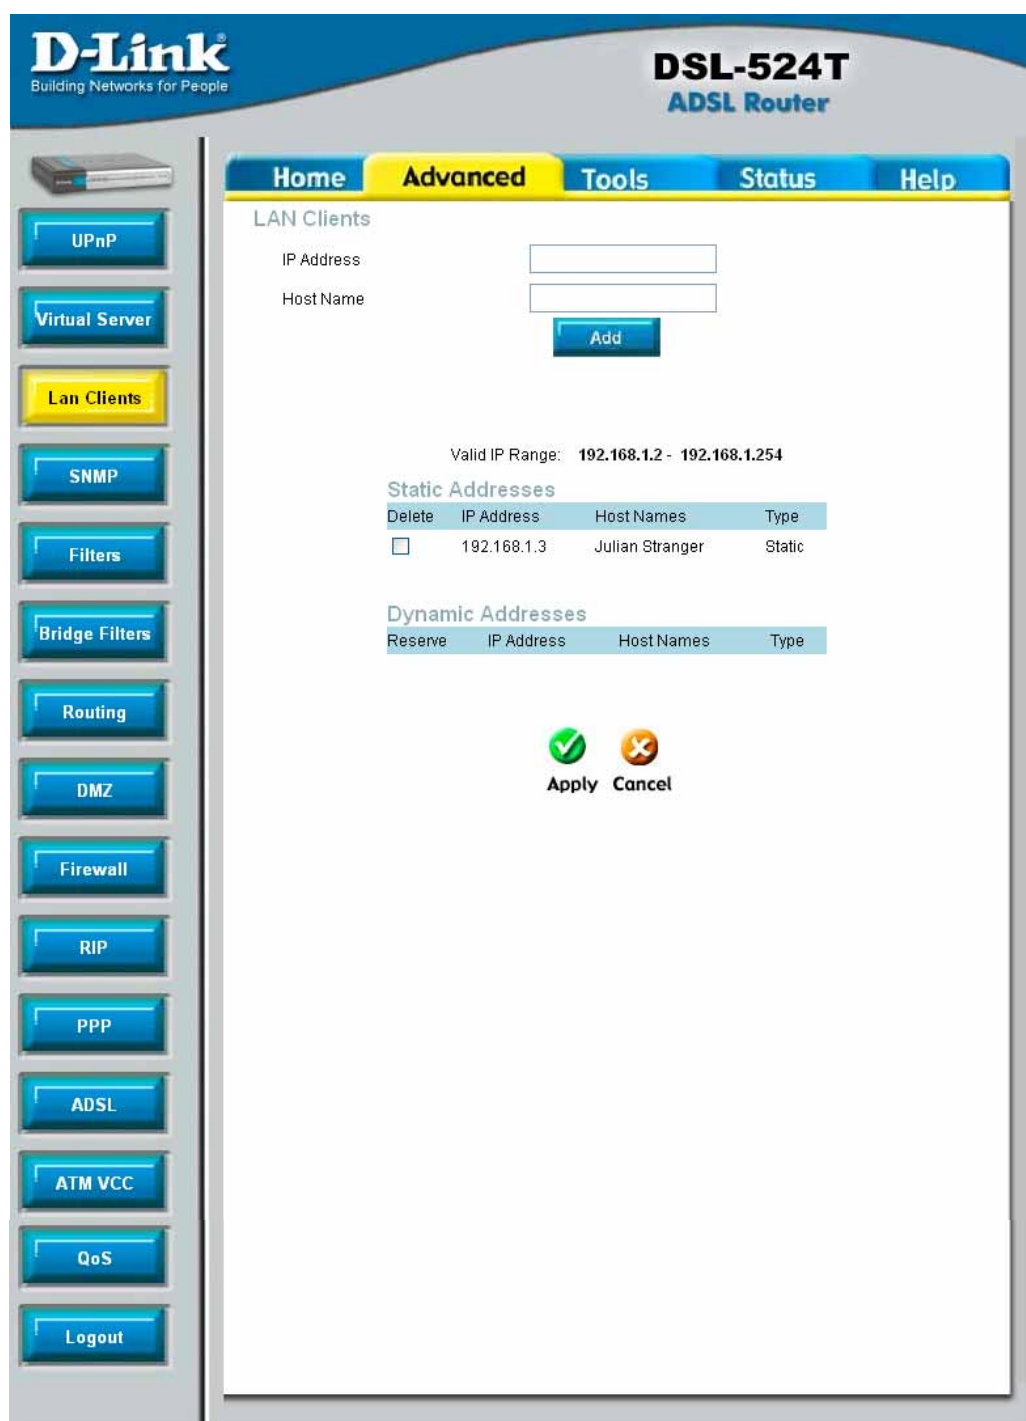 D-Link
Building Networks for People
DSL-524T
ADSL Router
Home Advanced Tools Status Help
UPnP
Virtual Server
Lan Clients
SNMP
Filters
Bridge Filters
Routing
DMZ
Firewall
RIP
PPP
ADSL
ATM VCC
QoS
Logout
LAN Clients
IP Address
Host Name
Add
Valid IP Range: 192.168.1.2 - 192.168.1.254
Static Addresses
Delete IP Address Host Names Type
192.168.1.3 Julian Stranger Static
Dynamic Addresses
Reserve IP Address Host Names Type
Apply Cancel